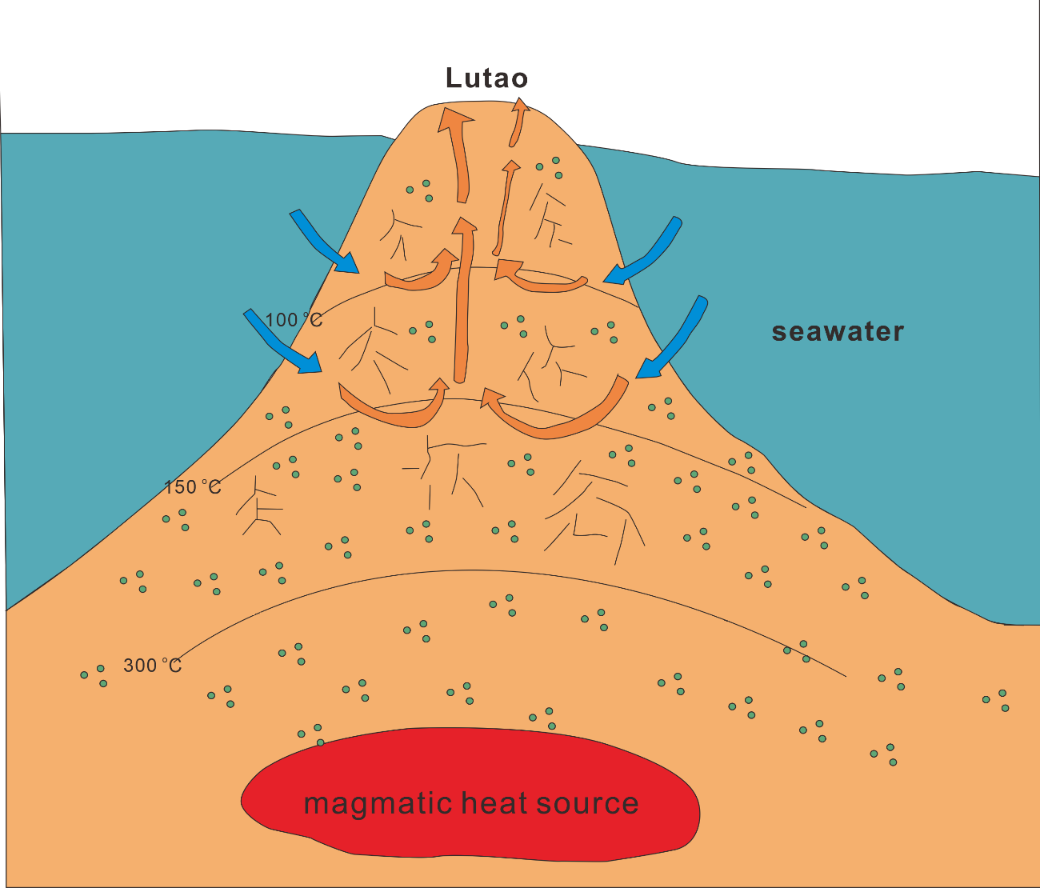 Lutao
100 °C
seawater
150 °C
300 °C
magmatic heat source